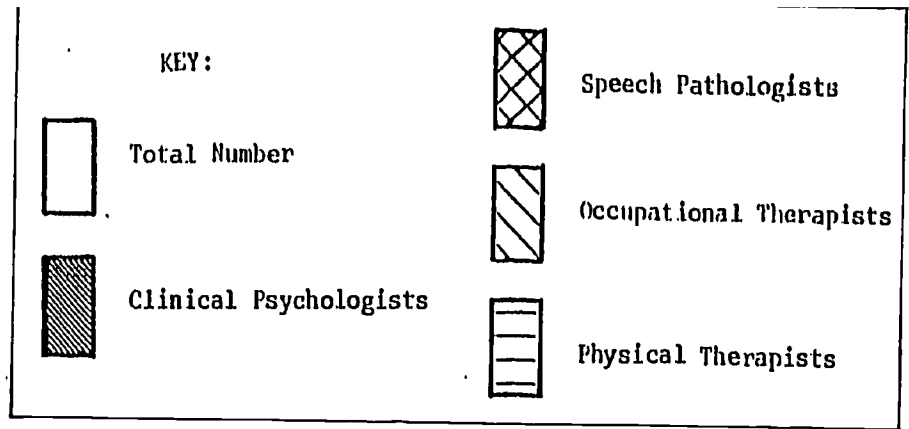 KEY:
Total Number
Clinical Psychologists
Speech Pathologists
Occupational Therapists
Physical Therapists